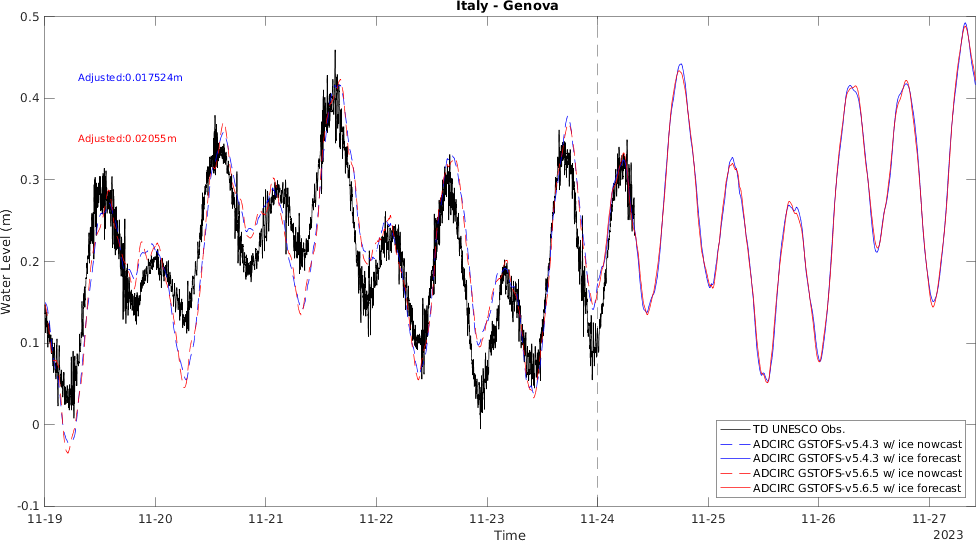 Italy - Genova
0.5
0.4
0.3
0.2
0.1
0
-0.1
Water Level (m)
Adjusted:0.017524m
Adjusted:0.02055m
TD UNESCO Obs.
ADCIRC GSTOFS-v5.4.3 w/ ice nowcast
ADCIRC GSTOFS-v5.4.3 w/ ice forecast
ADCIRC GSTOFS-v5.6.5 w/ ice nowcast
ADCIRC GSTOFS-v5.6.5 w/ ice forecast
11-19 11-20 11-21 11-22 11-23 11-24 11-25 11-26 11-27
Time
2023